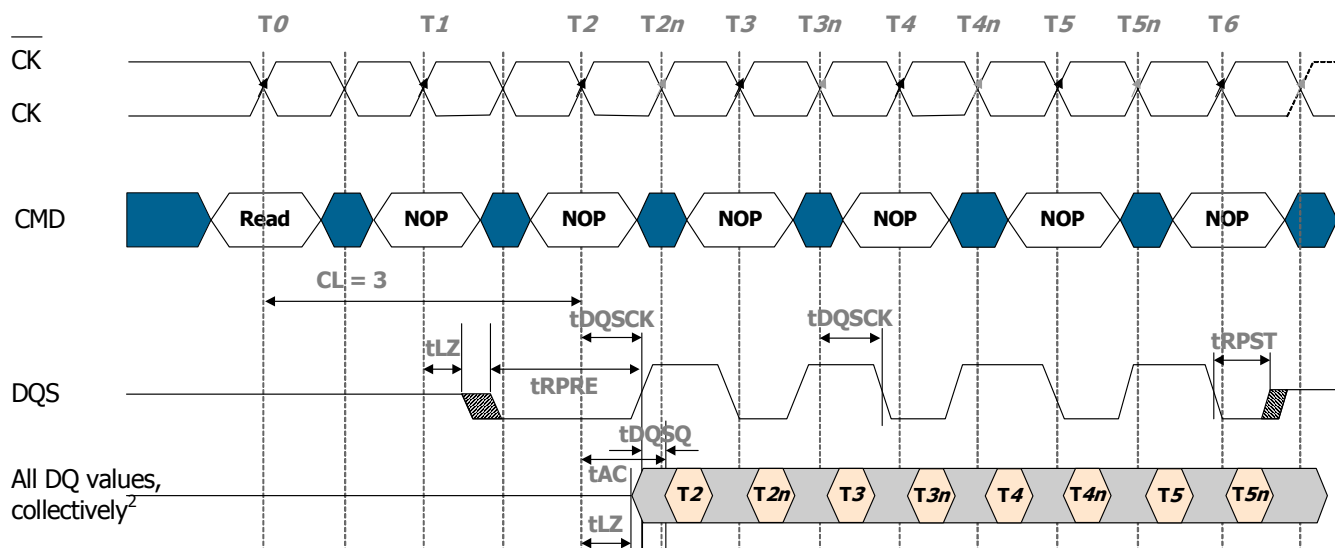 T0 T1 T2 T2n T3 T3n T4 T4n T5 T5n T6
CK
CK
CMD Read NOP NOP NOP NOP NOP NOP
CL = 3
tDQSCK tDQSCK
tLZ tRPST
tRPRE
DQS
tDQSQ
tAC
All DQ values,
collectively2
T2 T2n T3 T3n T4 T4n T5 T5n
tLZ